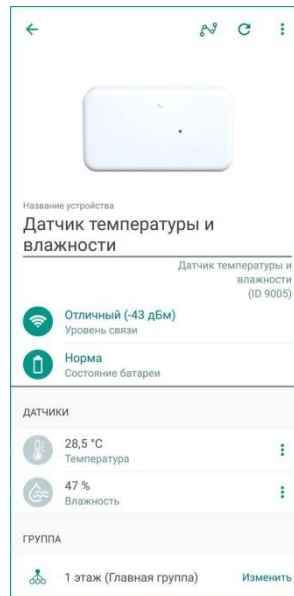 Название устройства
Датчик температуры и
влажности
Датчик температуры и
влажности
(ID 9005)
Отличный (-43 дБм)
Уровень связи
Норма
Состояние батареи
ДАТЧИКИ
28,5 °C
Температура
47 %
Влажность
ГРУППА
1 этаж (Главная группа) Изменить